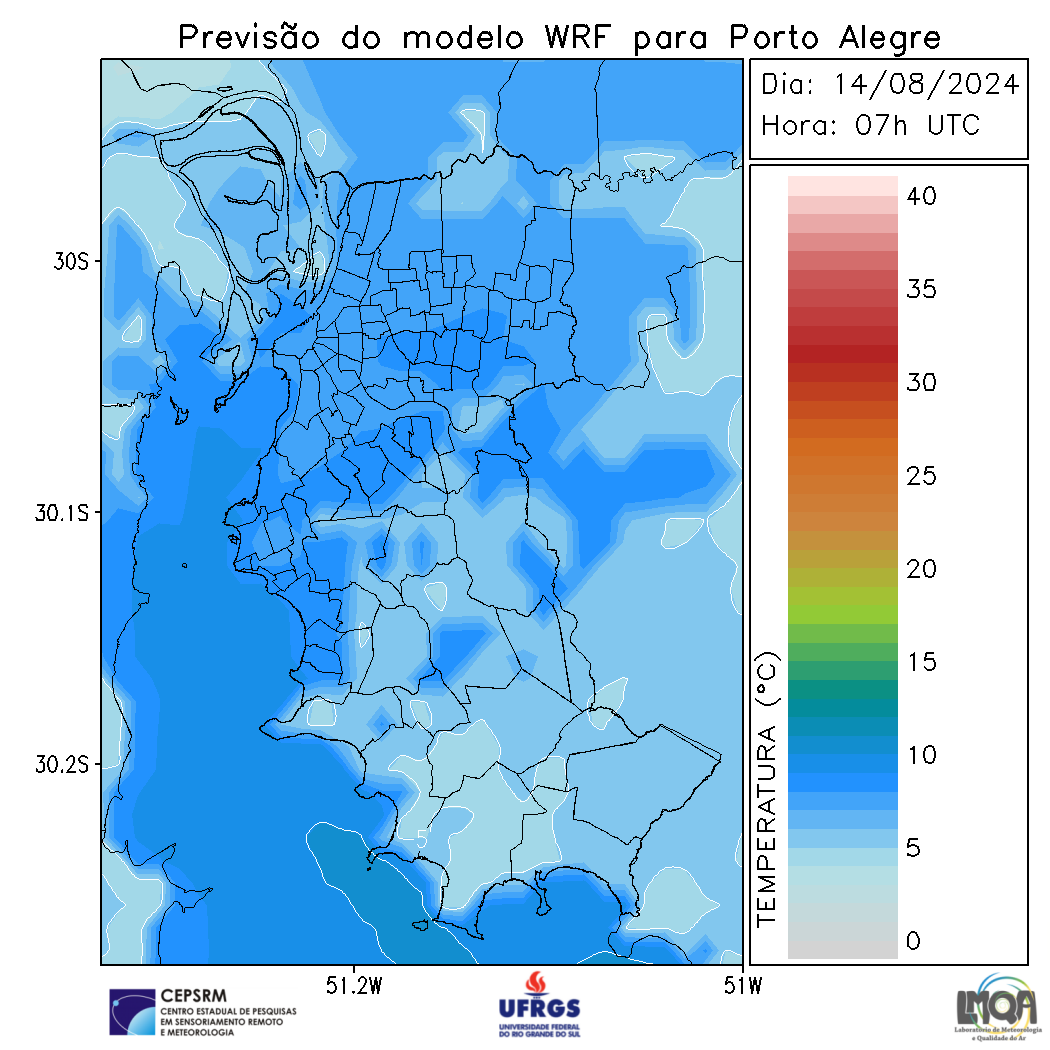 Previsão do modelo WRF para Porto Alegre
Dia: 14/08/2024
Hora: 07h UTC
30S
30.1S
30.2S
51.2W
51W
5
TEMPERATURA (°C)
40
35
30
25
20
15
10
5
0
CEPSRM
CENTRO ESTADUAL DE PESQUISAS
EM SENSORIAMENTO REMOTO
E METEOROLOGIA
UFRGS
UNIVERSIDADE FEDERAL
DO RIO GRANDE DO SUL
LMQA
Laboratório de Meteorologia
e Qualidade do Ar